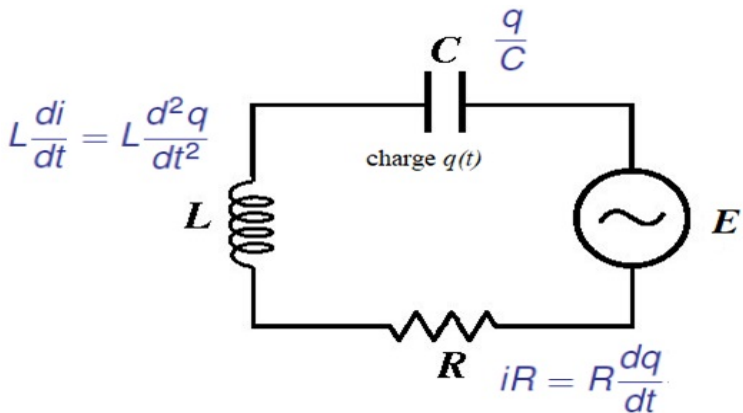 C
q/C
L di/dt = L d²q/dt²
charge q(t)
L
E
R
iR = R dq/dt